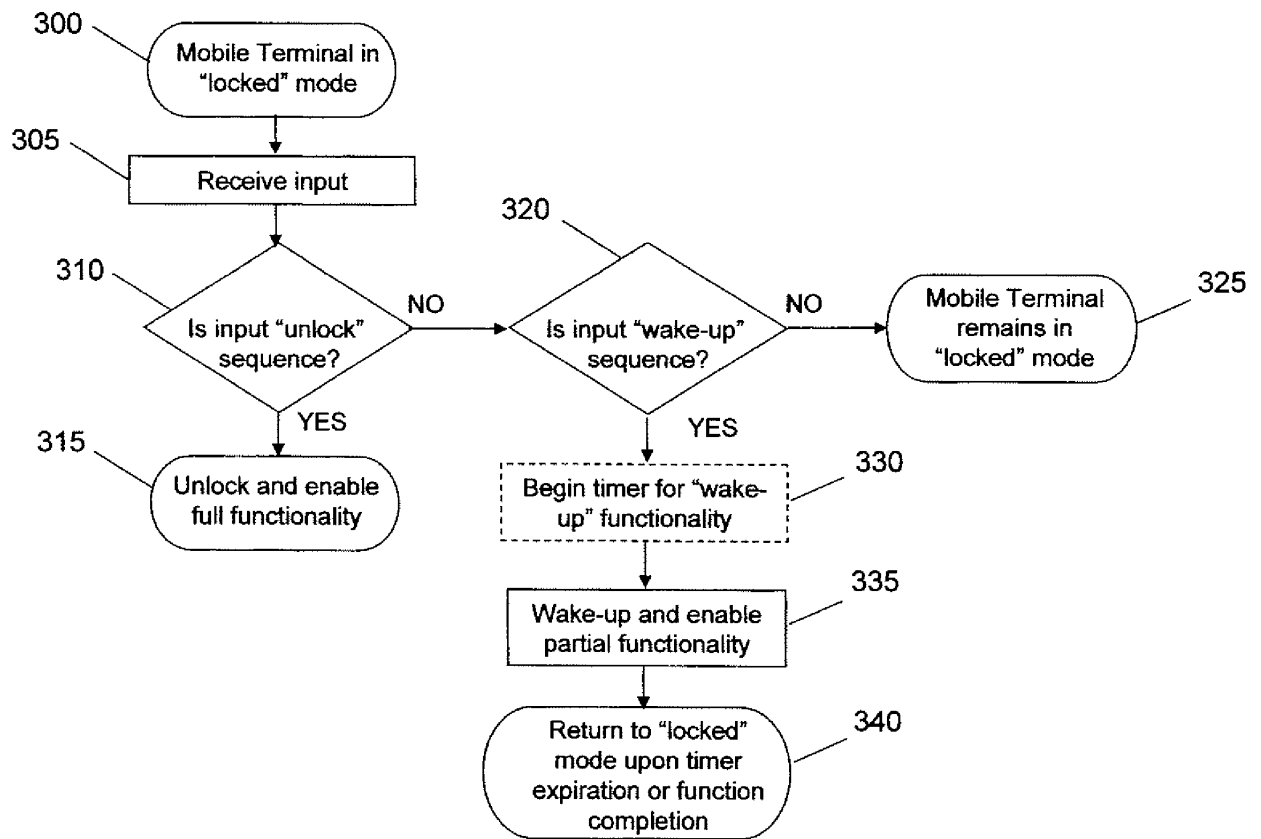 300
Mobile Terminal in
“locked” mode
305
Receive input
320
310
NO
NO
325
Is input “unlock”
sequence?
Is input “wake-up”
sequence?
Mobile Terminal
remains in
“locked” mode
YES
YES
315
330
Unlock and enable
full functionality
Begin timer for “wake-
up” functionality
335
Wake-up and enable
partial functionality
340
Return to “locked”
mode upon timer
expiration or function
completion